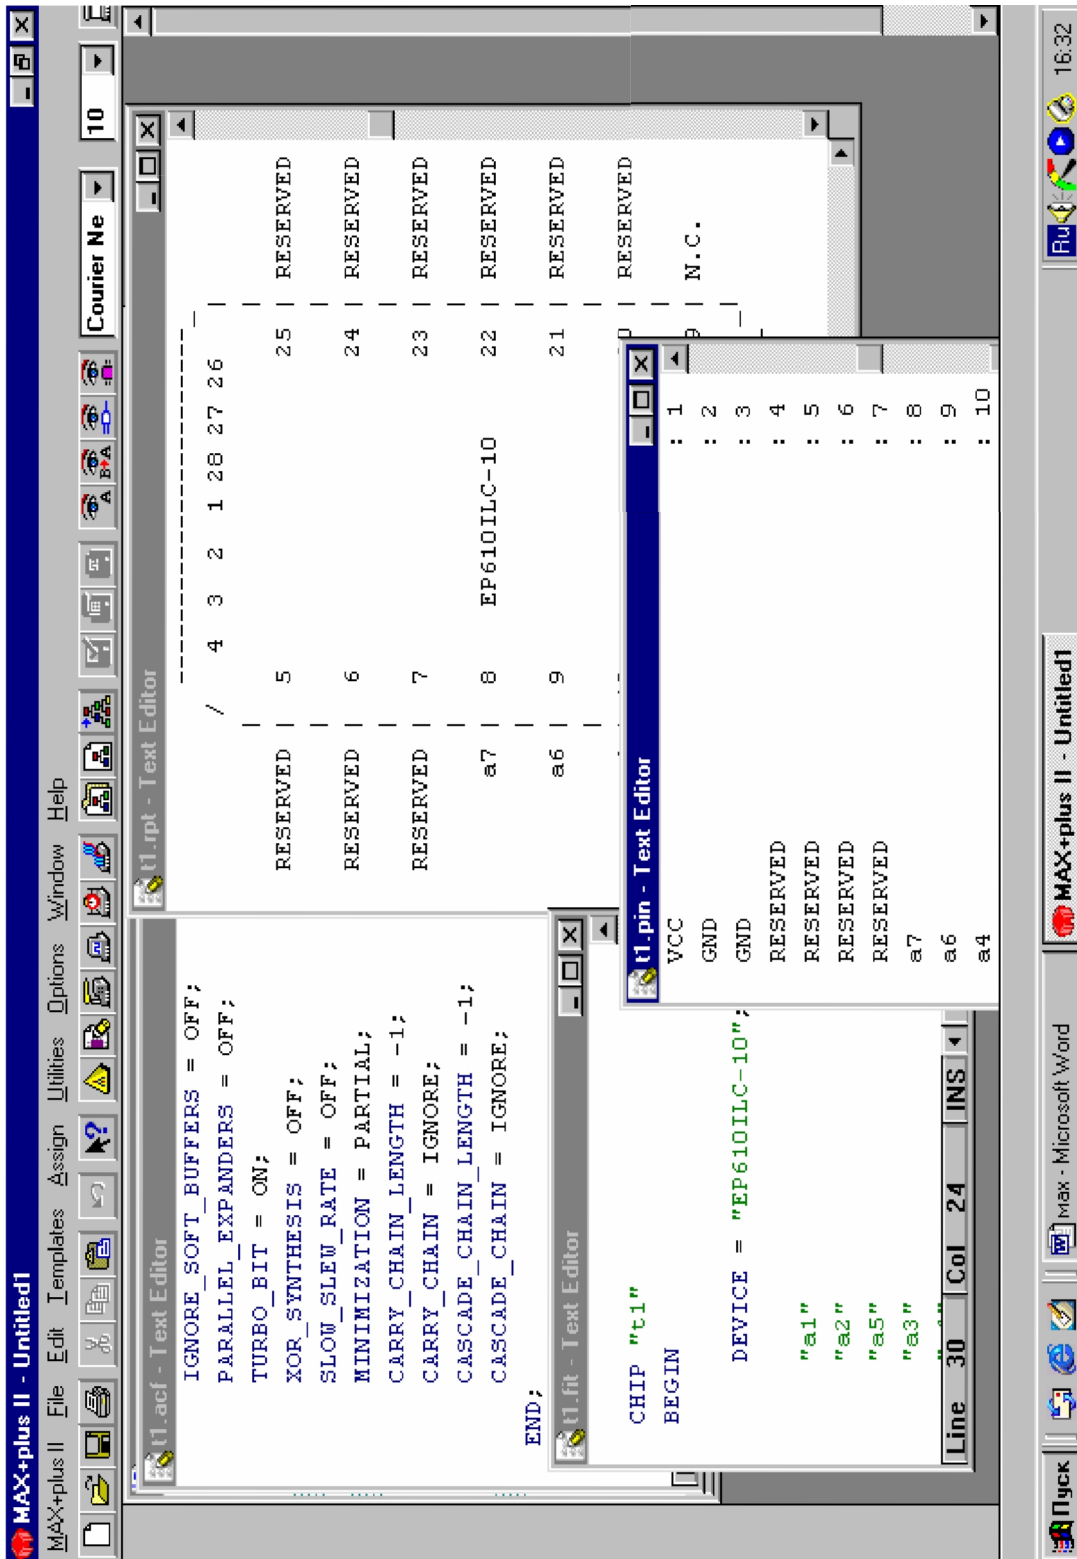 MAX+plus II - Untitled1
MAX+plus II File Edit Templates Assign Utilities Options Window Help
Courier Ne 10
t1.acf - Text Editor
IGNORE_SOFT_BUFFERS = OFF;
PARALLEL_EXPANDERS = OFF;
TURBO_BIT = ON;
XOR_SYNTHESIS = OFF;
SLOW_SLEW_RATE = OFF;
MINIMIZATION = PARTIAL;
CARRY_CHAIN_LENGTH = -1;
CARRY_CHAIN = IGNORE;
CASCADE_CHAIN_LENGTH = -1;
CASCADE_CHAIN = IGNORE;
END;
t1.rpt - Text Editor
/ 4 3 2 1 28 27 26
RESERVED | 5 25 | RESERVED
RESERVED | 6 24 | RESERVED
RESERVED | 7 23 | RESERVED
a7 | 8 EP610ILC-10 22 | RESERVED
a6 | 9 21 | RESERVED
RESERVED
| N.C.
t1.fit - Text Editor
CHIP "t1"
BEGIN
DEVICE = "EP610ILC-10";
"a1"
"a2"
"a5"
"a3"
Line 30 Col 24 INS
t1.pin - Text Editor
VCC : 1
GND : 2
GND : 3
RESERVED : 4
RESERVED : 5
RESERVED : 6
RESERVED : 7
a7 : 8
a6 : 9
a4 : 10
Пуск
мах - Microsoft Word
MAX+plus II - Untitled1
Ru 16:32